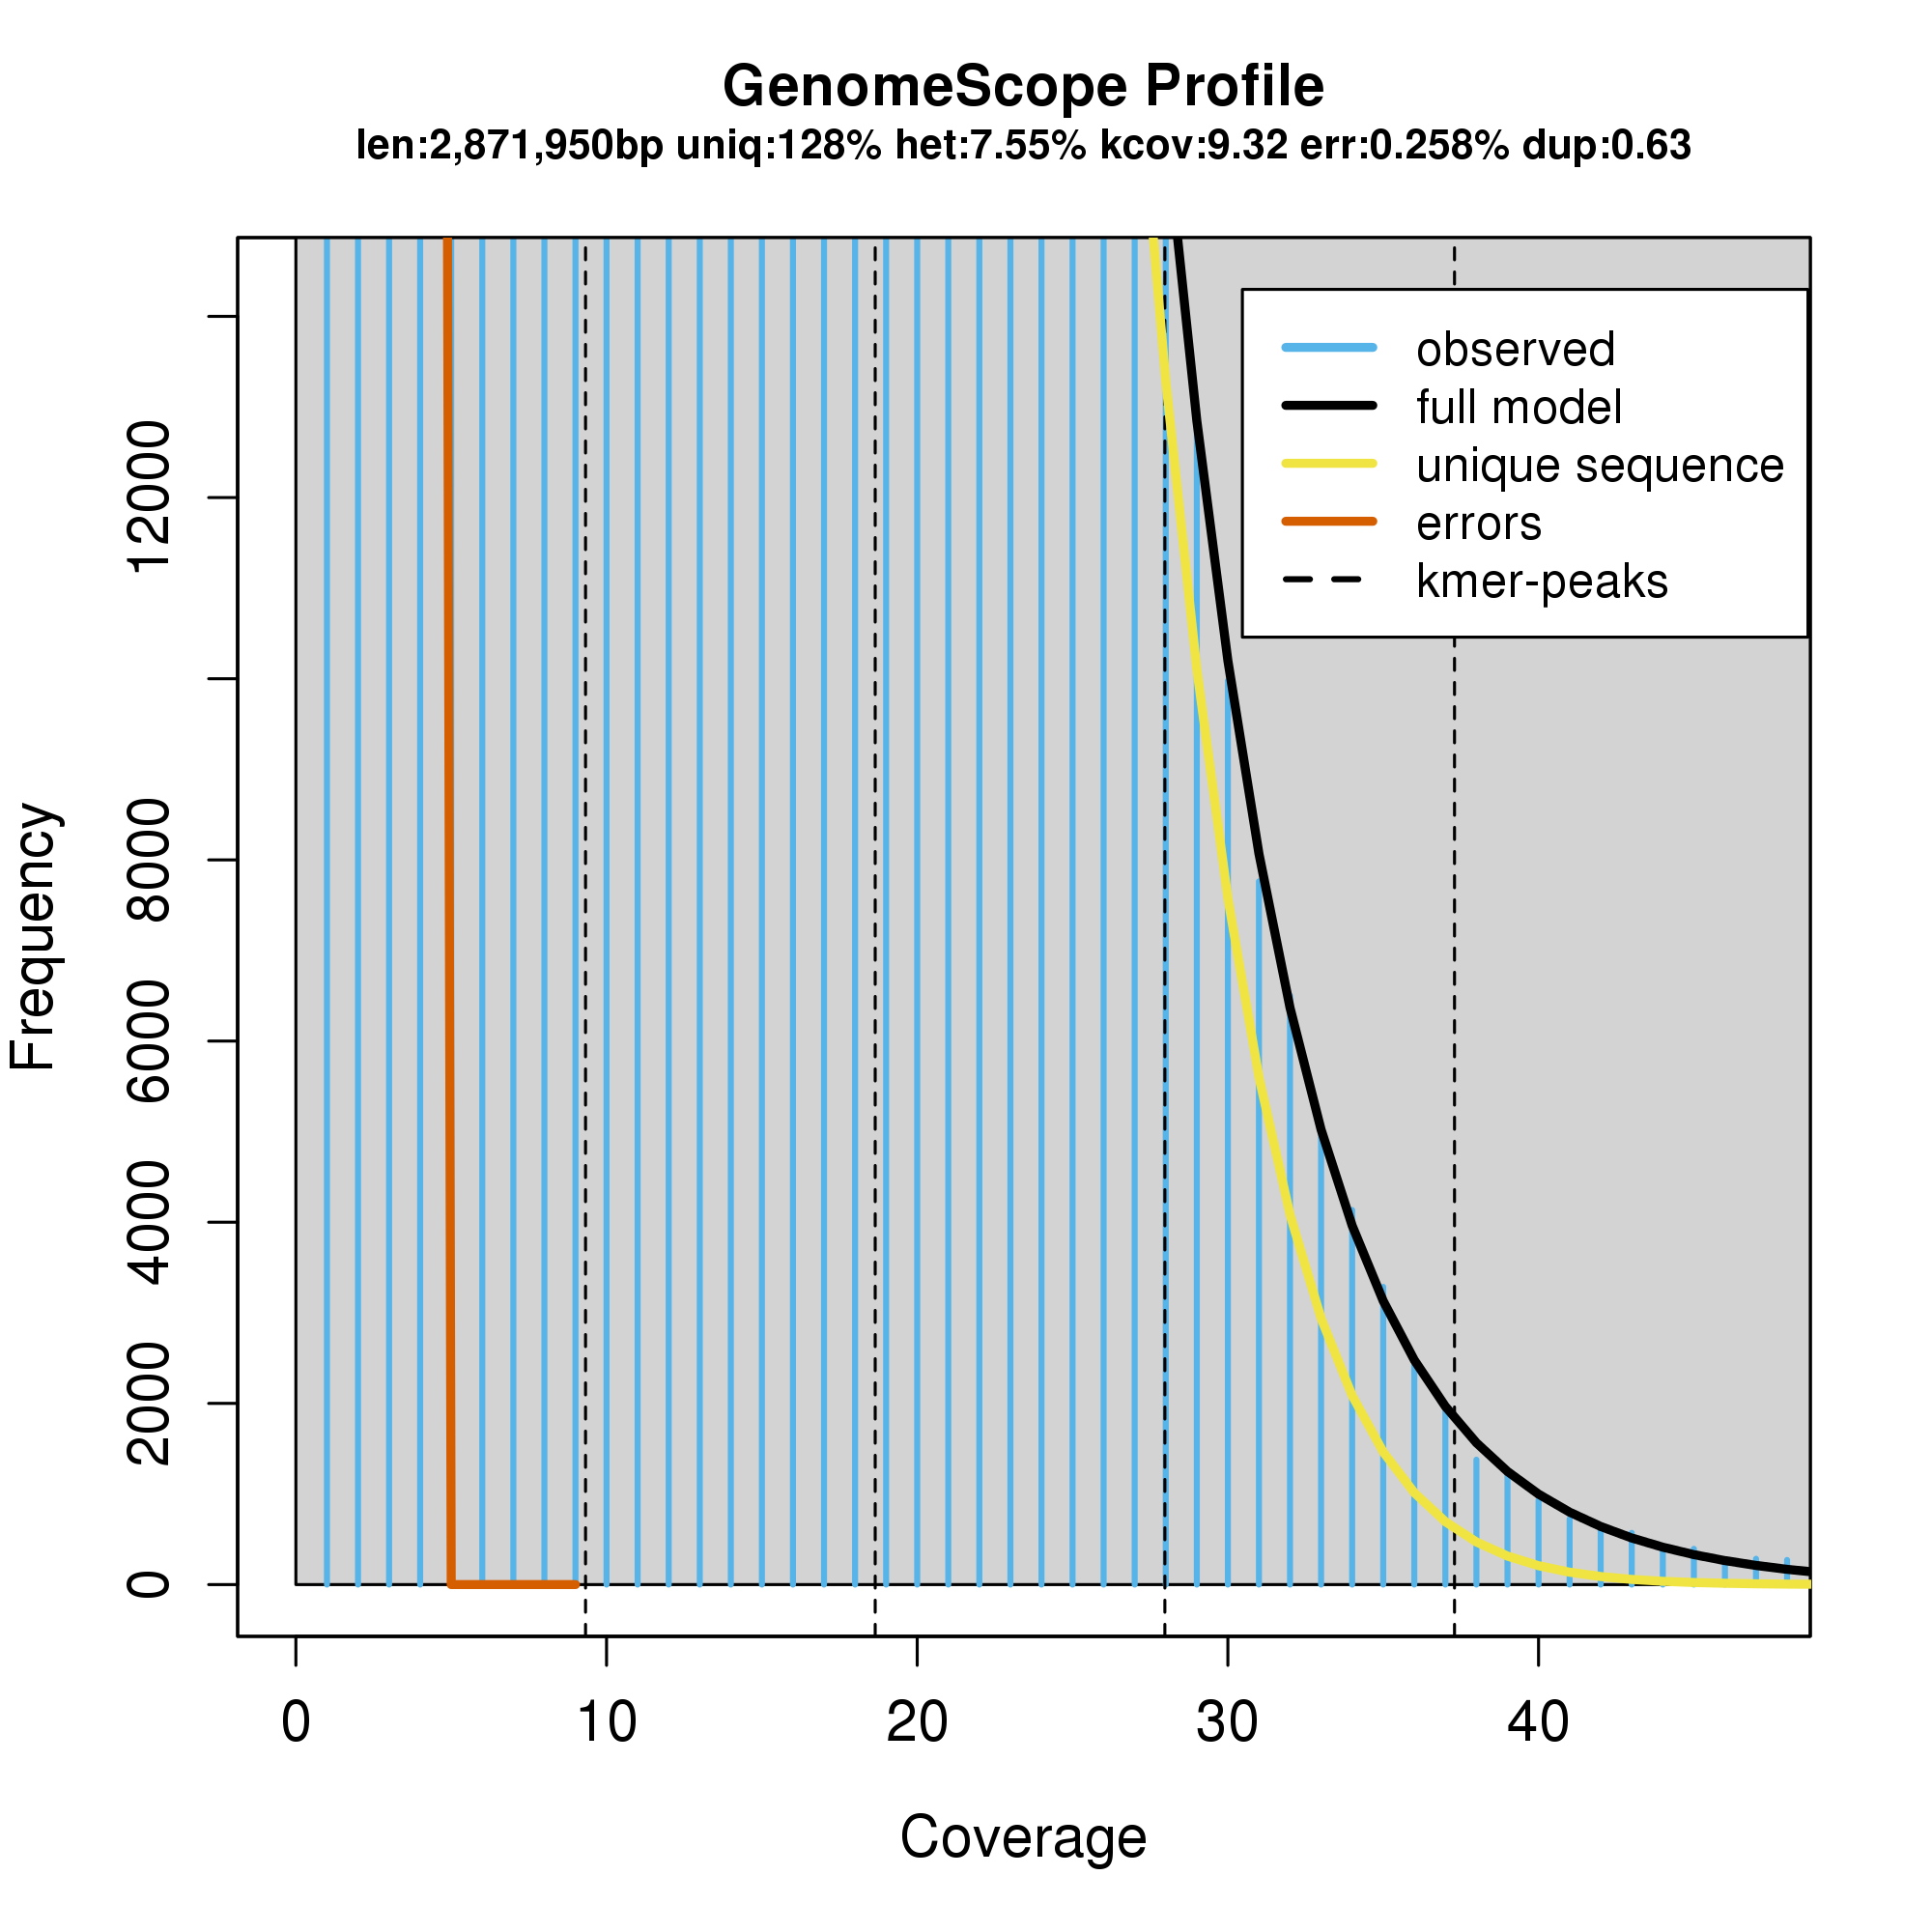 GenomeScope Profile
len:2,871,950bp uniq:128% het:7.55% kcov:9.32 err:0.258% dup:0.63
observed
full model
unique sequence
errors
kmer-peaks
Frequency
12000
8000
6000
4000
2000
0
0 10 20 30 40
Coverage